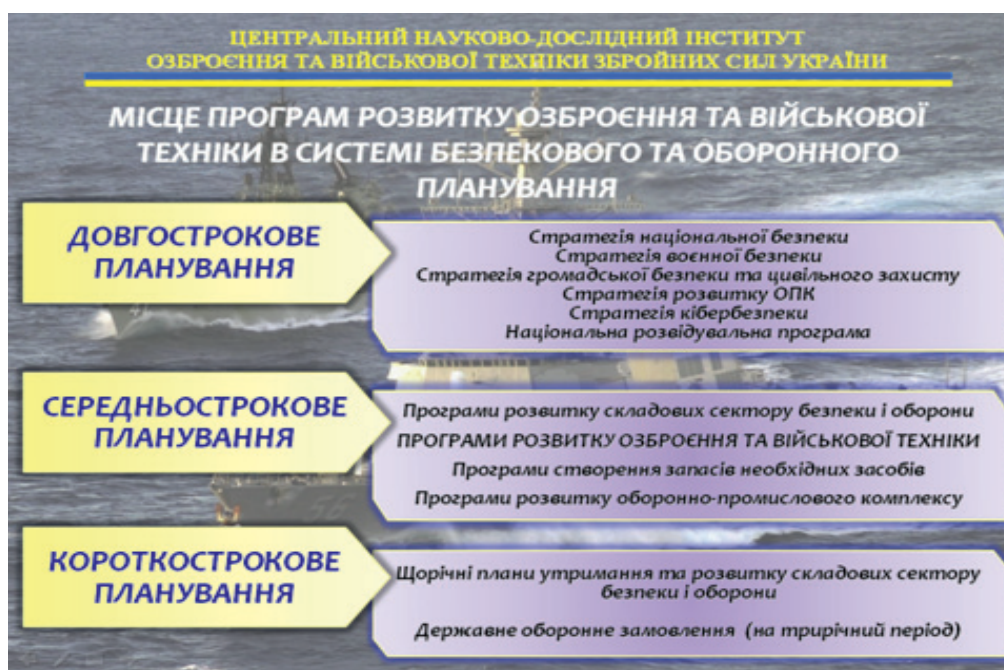 ЦЕНТРАЛЬНИЙ НАУКОВО-ДОСЛІДНИЙ ІНСТИТУТ
ОЗБРОЄННЯ ТА ВІЙСЬКОВОЇ ТЕХНІКИ ЗБРОЙНИХ СИЛ УКРАЇНИ
МІСЦЕ ПРОГРАМ РОЗВИТКУ ОЗБРОЄННЯ ТА ВІЙСЬКОВОЇ
ТЕХНІКИ В СИСТЕМІ БЕЗПЕКОВОГО ТА ОБОРОННОГО
ПЛАНУВАННЯ
ДОВГОСТРОКОВЕ
ПЛАНУВАННЯ
Стратегія національної безпеки
Стратегія воєнної безпеки
Стратегія громадської безпеки та цивільного захисту
Стратегія розвитку ОПК
Стратегія кібербезпеки
Національна розвідувальна програма
СЕРЕДНЬОСТРОКОВЕ
ПЛАНУВАННЯ
Програми розвитку складових сектору безпеки і оборони
ПРОГРАМИ РОЗВИТКУ ОЗБРОЄННЯ ТА ВІЙСЬКОВОЇ ТЕХНІКИ
Програми створення запасів необхідних засобів
Програми розвитку оборонно-промислового комплексу
КОРОТКОСТРОКОВЕ
ПЛАНУВАННЯ
Щорічні плани утримання та розвитку складових сектору
безпеки і оборони
Державне оборонне замовлення (на трирічний період)